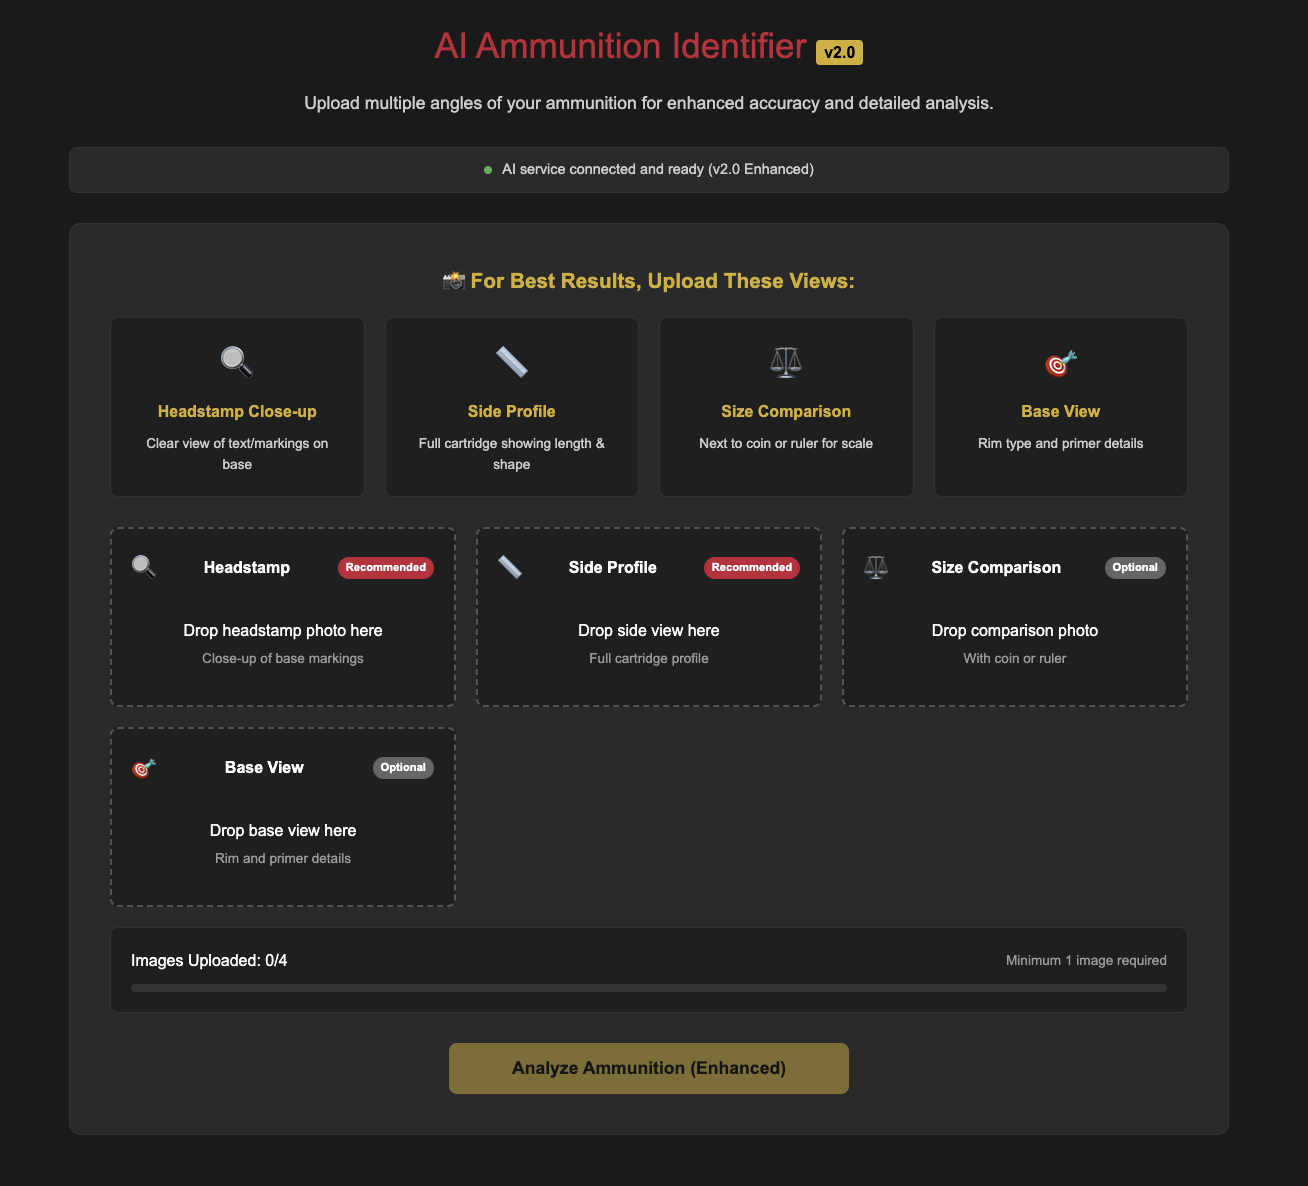 AI Ammunition Identifier v2.0
Upload multiple angles of your ammunition for enhanced accuracy and detailed analysis.
AI service connected and ready (v2.0 Enhanced)
For Best Results, Upload These Views:
Headstamp Close-up
Clear view of text/markings on
base
Side Profile
Full cartridge showing length &
shape
Size Comparison
Next to coin or ruler for scale
Base View
Rim type and primer details
Headstamp
Recommended
Drop headstamp photo here
Close-up of base markings
Side Profile
Recommended
Drop side view here
Full cartridge profile
Size Comparison
Optional
Drop comparison photo
With coin or ruler
Base View
Optional
Drop base view here
Rim and primer details
Images Uploaded: 0/4
Minimum 1 image required
Analyze Ammunition (Enhanced)